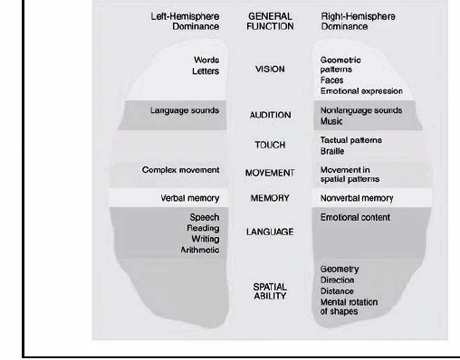 Left-Hemisphere
Dominance
GENERAL
FUNCTION
Right-Hemisphere
Dominance
Words
Letters
VISION
Geometric
patterns
Faces
Emotional expression
Language sounds
AUDITION
Nonlanguage sounds
Music
TOUCH
Tactual patterns
Braille
Complex movement
MOVEMENT
Movement in
spatial patterns
Verbal memory
MEMORY
Nonverbal memory
Speech
Reading
Writing
Arithmetic
LANGUAGE
Emotional content
SPATIAL
ABILITY
Geometry
Direction
Distance
Mental rotation
of shapes